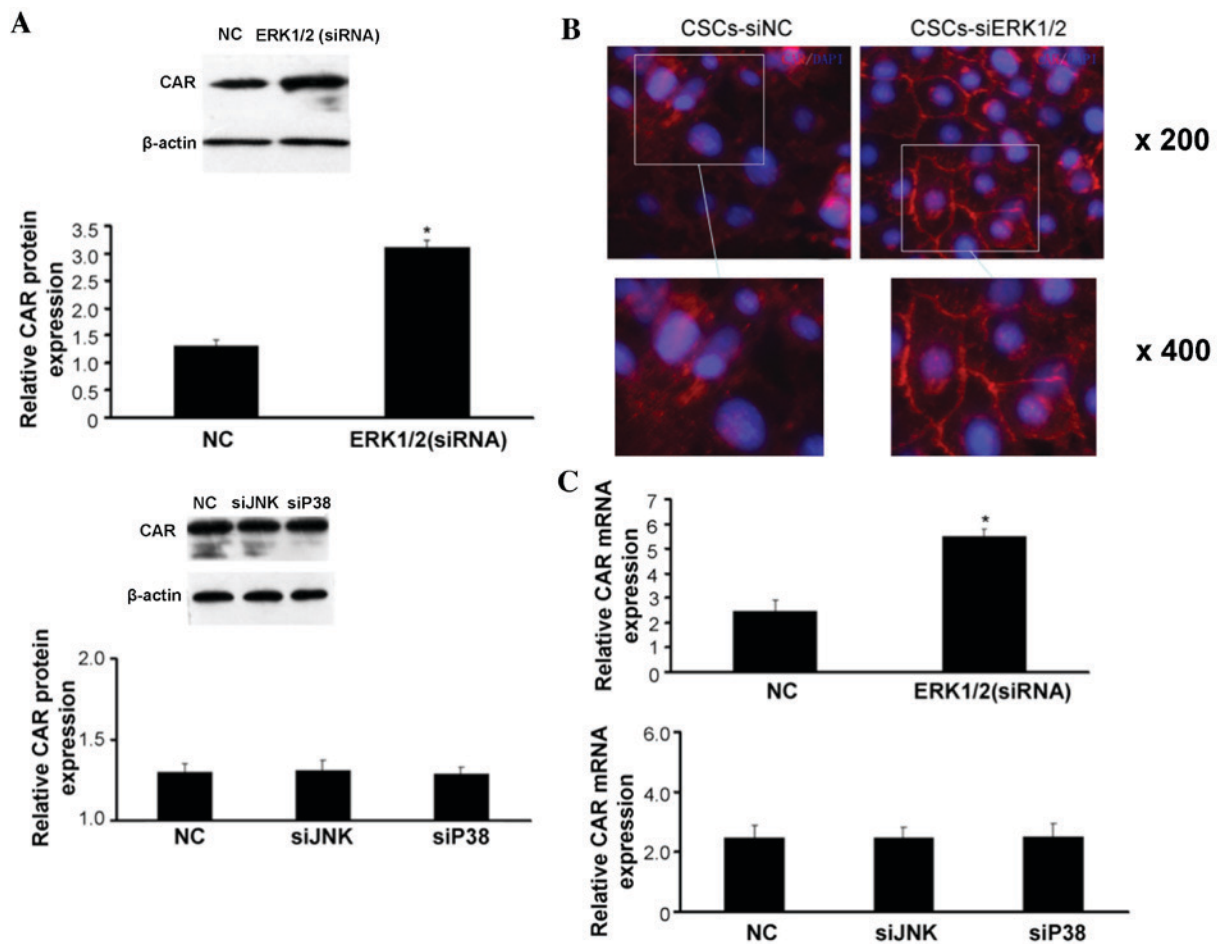 A
NC ERK1/2 (siRNA)
CAR
β-actin
Relative CAR protein
expression
3.5
3.0
2.5
2.0
1.5
1.0
0.5
0
*
NC ERK1/2(siRNA)
NC siJNK siP38
CAR
β-actin
Relative CAR protein
expression
2.0
1.5
1.0
NC siJNK siP38
B
CSCs-siNC CSCs-siERK1/2
/DAPI
/DAPI
x 200
x 400
C
Relative CAR mRNA
expression
7
6
5
4
3
2
1
0
*
NC ERK1/2(siRNA)
Relative CAR mRNA
expression
6.0
4.0
2.0
0
NC siJNK siP38